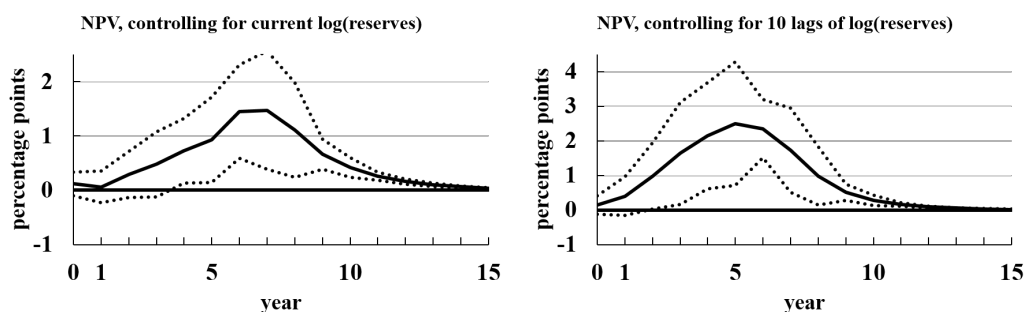 NPV, controlling for current log(reserves)
percentage points
2
1
0
-1
0 1 5 10 15
year
NPV, controlling for 10 lags of log(reserves)
percentage points
4
3
2
1
0
-1
0 1 5 10 15
year